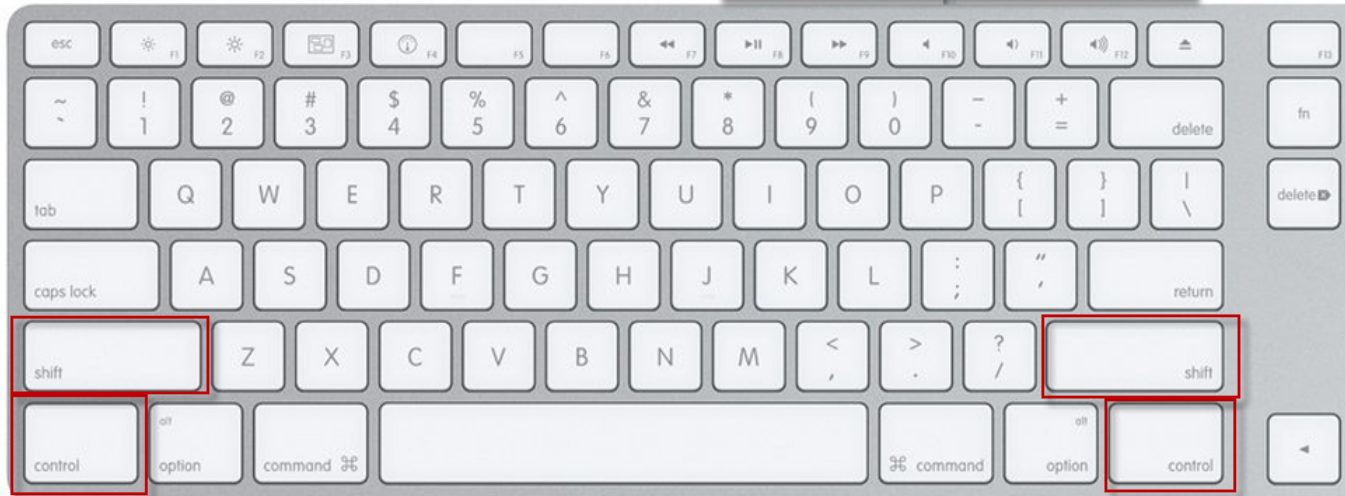 esc F1 F2 F3 F4 F5 F6 F7 F8 F9 F10 F11 F12 F13
~ ! @ # $ % ^ & * ( ) – +
` 1 2 3 4 5 6 7 8 9 0 - = delete fn
tab Q W E R T Y U I O P { } |
[ ] \ delete
caps lock A S D F G H J K L : "
; ' return
shift Z X C V B N M < > ?
, . / shift
alt alt
control option command ⌘ ⌘ command option control